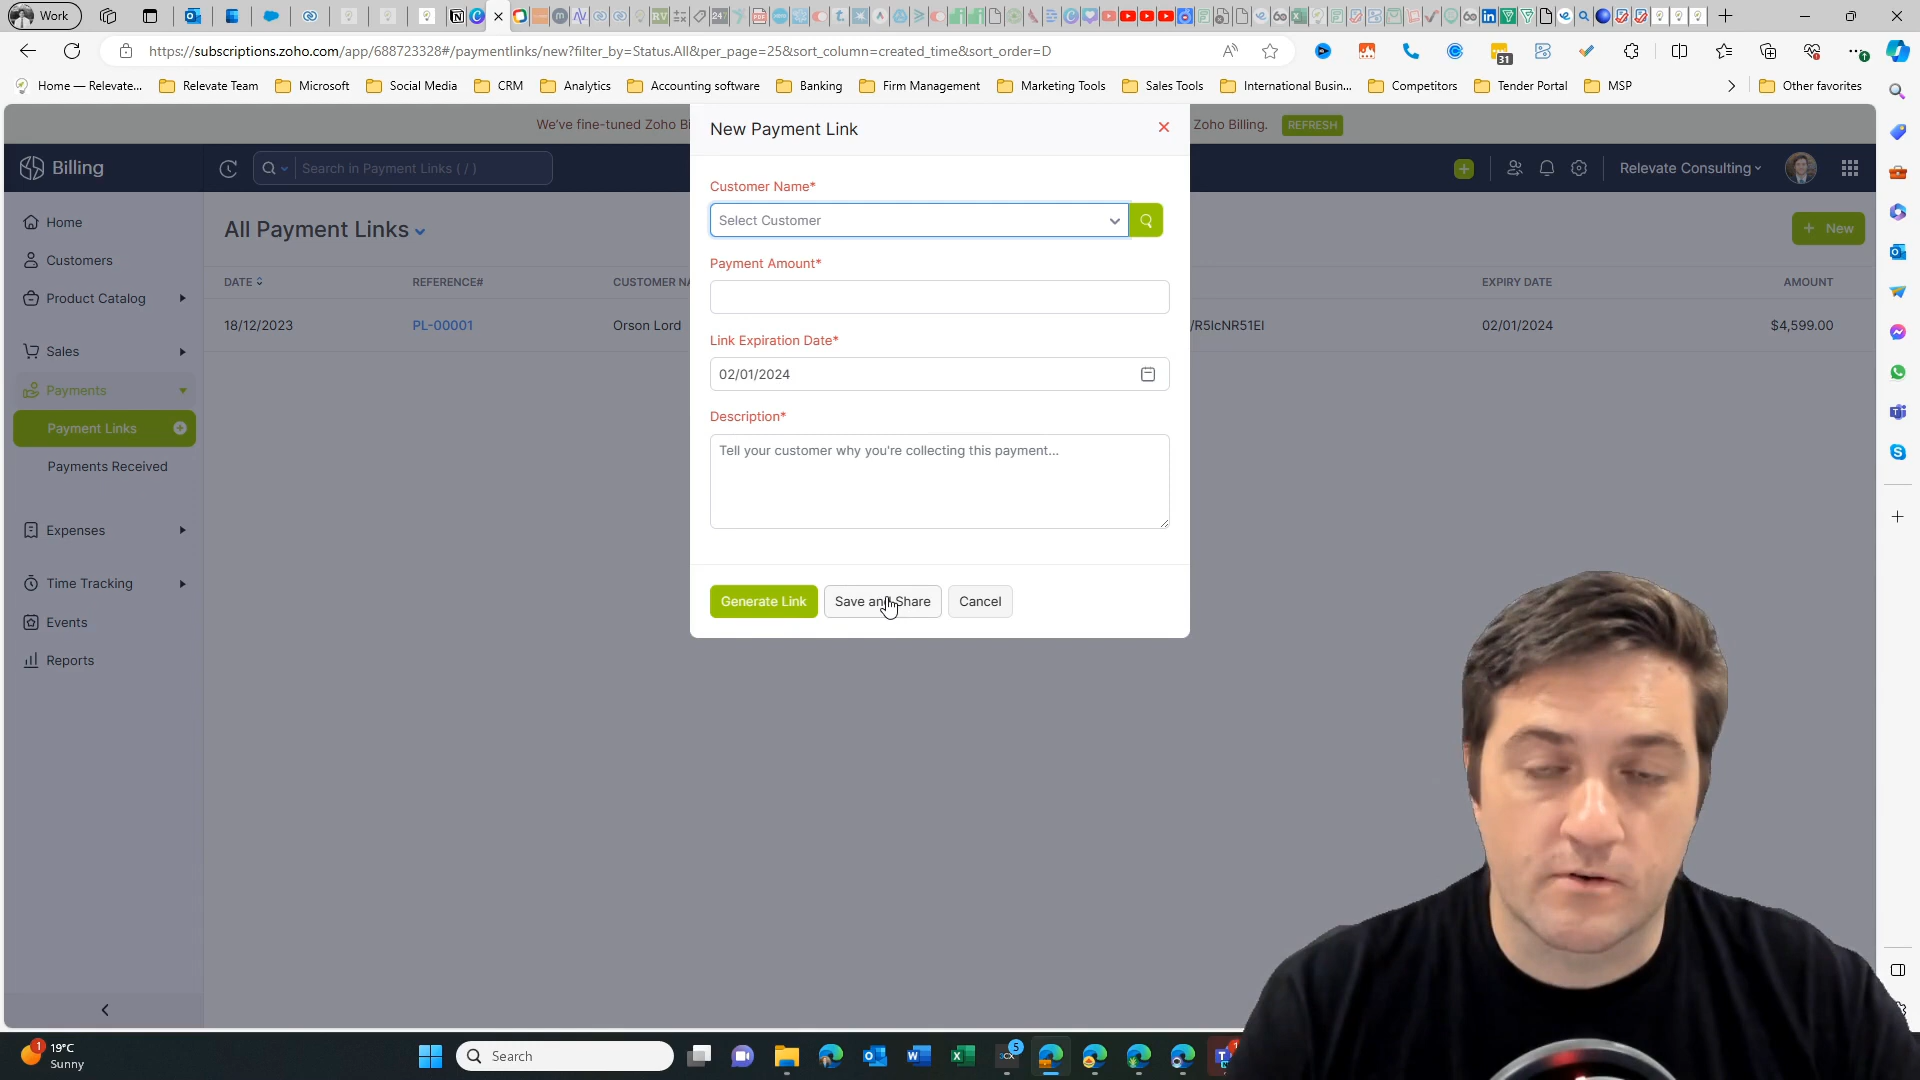 Work
https://subscriptions.zoho.com/app/688723328#/paymentlinks/new?filter_by=Status.All&per_page=25&sort_column=created_time&sort_order=D
31
Home — Relevate...
Relevate Team
Microsoft
Social Media
CRM
Analytics
Accounting software
Banking
Firm Management
Marketing Tools
Sales Tools
International Busin...
Competitors
Tender Portal
MSP
Other favorites
We've fine-tuned Zoho Bi
Zoho Billing.
REFRESH
Billing
Search in Payment Links ( / )
Relevate Consulting
Home
Customers
Product Catalog
Sales
Payments
Payment Links
Payments Received
Expenses
Time Tracking
Events
Reports
All Payment Links
+ New
DATE
REFERENCE#
CUSTOMER NA
EXPIRY DATE
AMOUNT
18/12/2023
PL-00001
Orson Lord
/R5lcNR51EI
02/01/2024
$4,599.00
New Payment Link
Customer Name*
Select Customer
Payment Amount*
Link Expiration Date*
02/01/2024
Description*
Tell your customer why you're collecting this payment...
Generate Link
Save and Share
Cancel
1
19°C
Sunny
Search
5